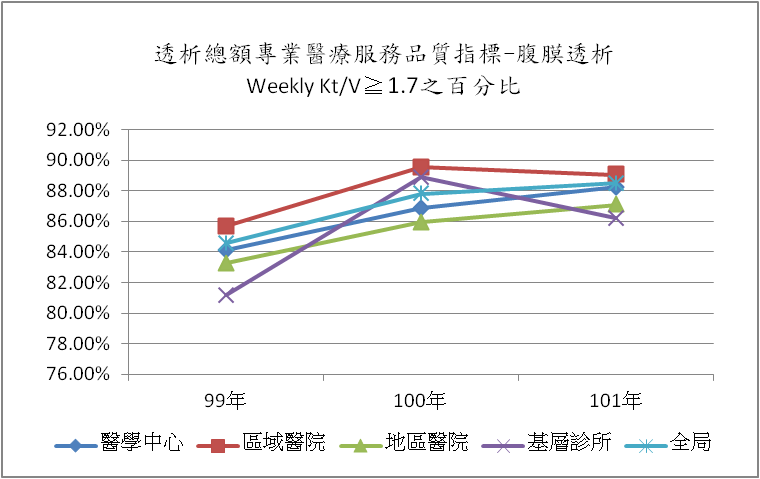 透析總額專業醫療服務品質指標-腹膜透析
Weekly Kt/V≧1.7之百分比
92.00%
90.00%
88.00%
86.00%
84.00%
82.00%
80.00%
78.00%
76.00%
99年 100年 101年
醫學中心 區域醫院 地區醫院 基層診所 全局